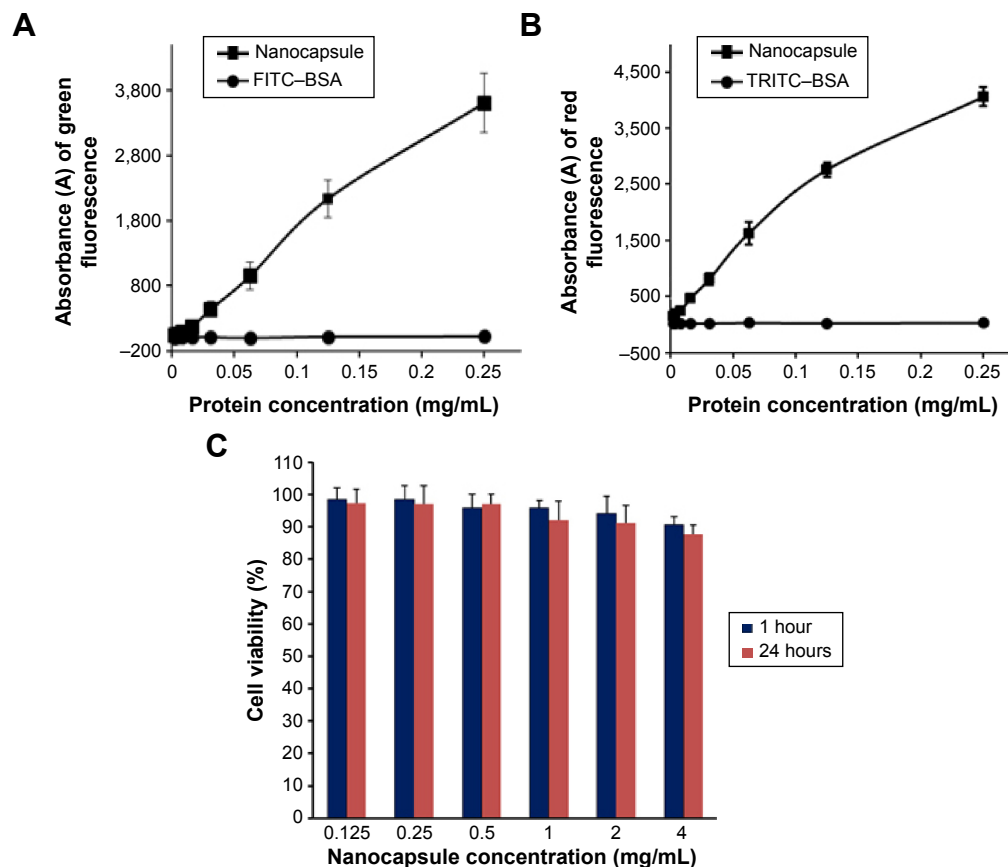 A
Nanocapsule
FITC–BSA
Absorbance (A) of green
fluorescence
3,800
2,800
1,800
800
–200
0
0.05
0.1
0.15
0.2
0.25
Protein concentration (mg/mL)
B
Nanocapsule
TRITC–BSA
Absorbance (A) of red
fluorescence
4,500
3,500
2,500
1,500
500
–500
0
0.05
0.1
0.15
0.2
0.25
Protein concentration (mg/mL)
C
Cell viability (%)
110
100
90
80
70
60
50
40
30
20
10
0
0.125
0.25
0.5
1
2
4
Nanocapsule concentration (mg/mL)
1 hour
24 hours